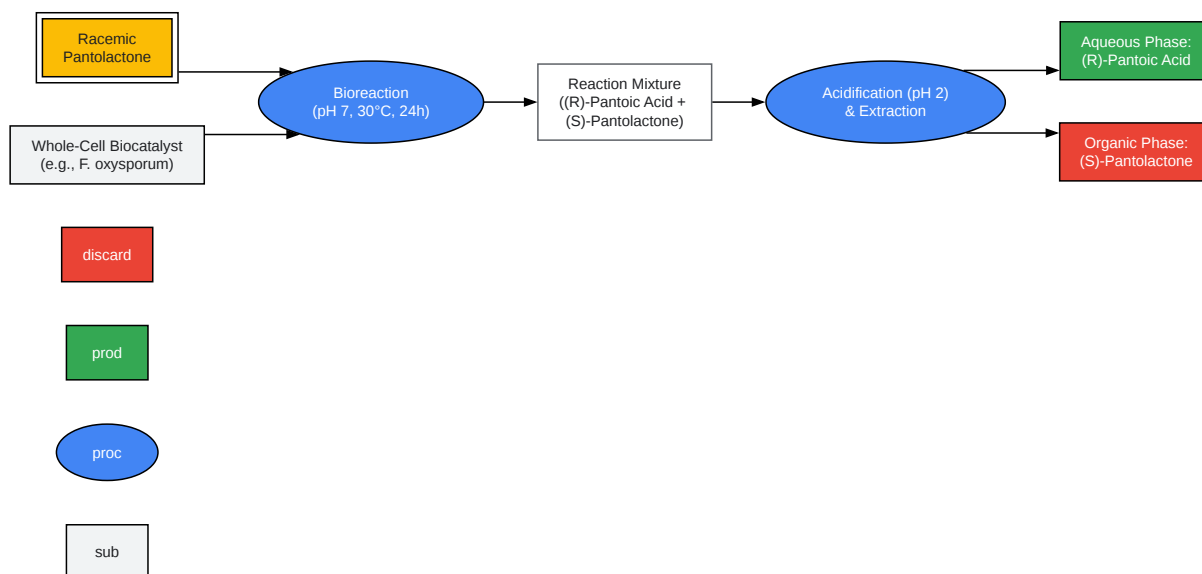 Racemic
Pantolactone
Whole-Cell Biocatalyst
(e.g., F. oxysporum)
Bioreaction
(pH 7, 30°C, 24h)
Reaction Mixture
((R)-Pantoic Acid +
(S)-Pantolactone)
Acidification (pH 2)
& Extraction
Aqueous Phase:
(R)-Pantoic Acid
Organic Phase:
(S)-Pantolactone
discard
prod
proc
sub